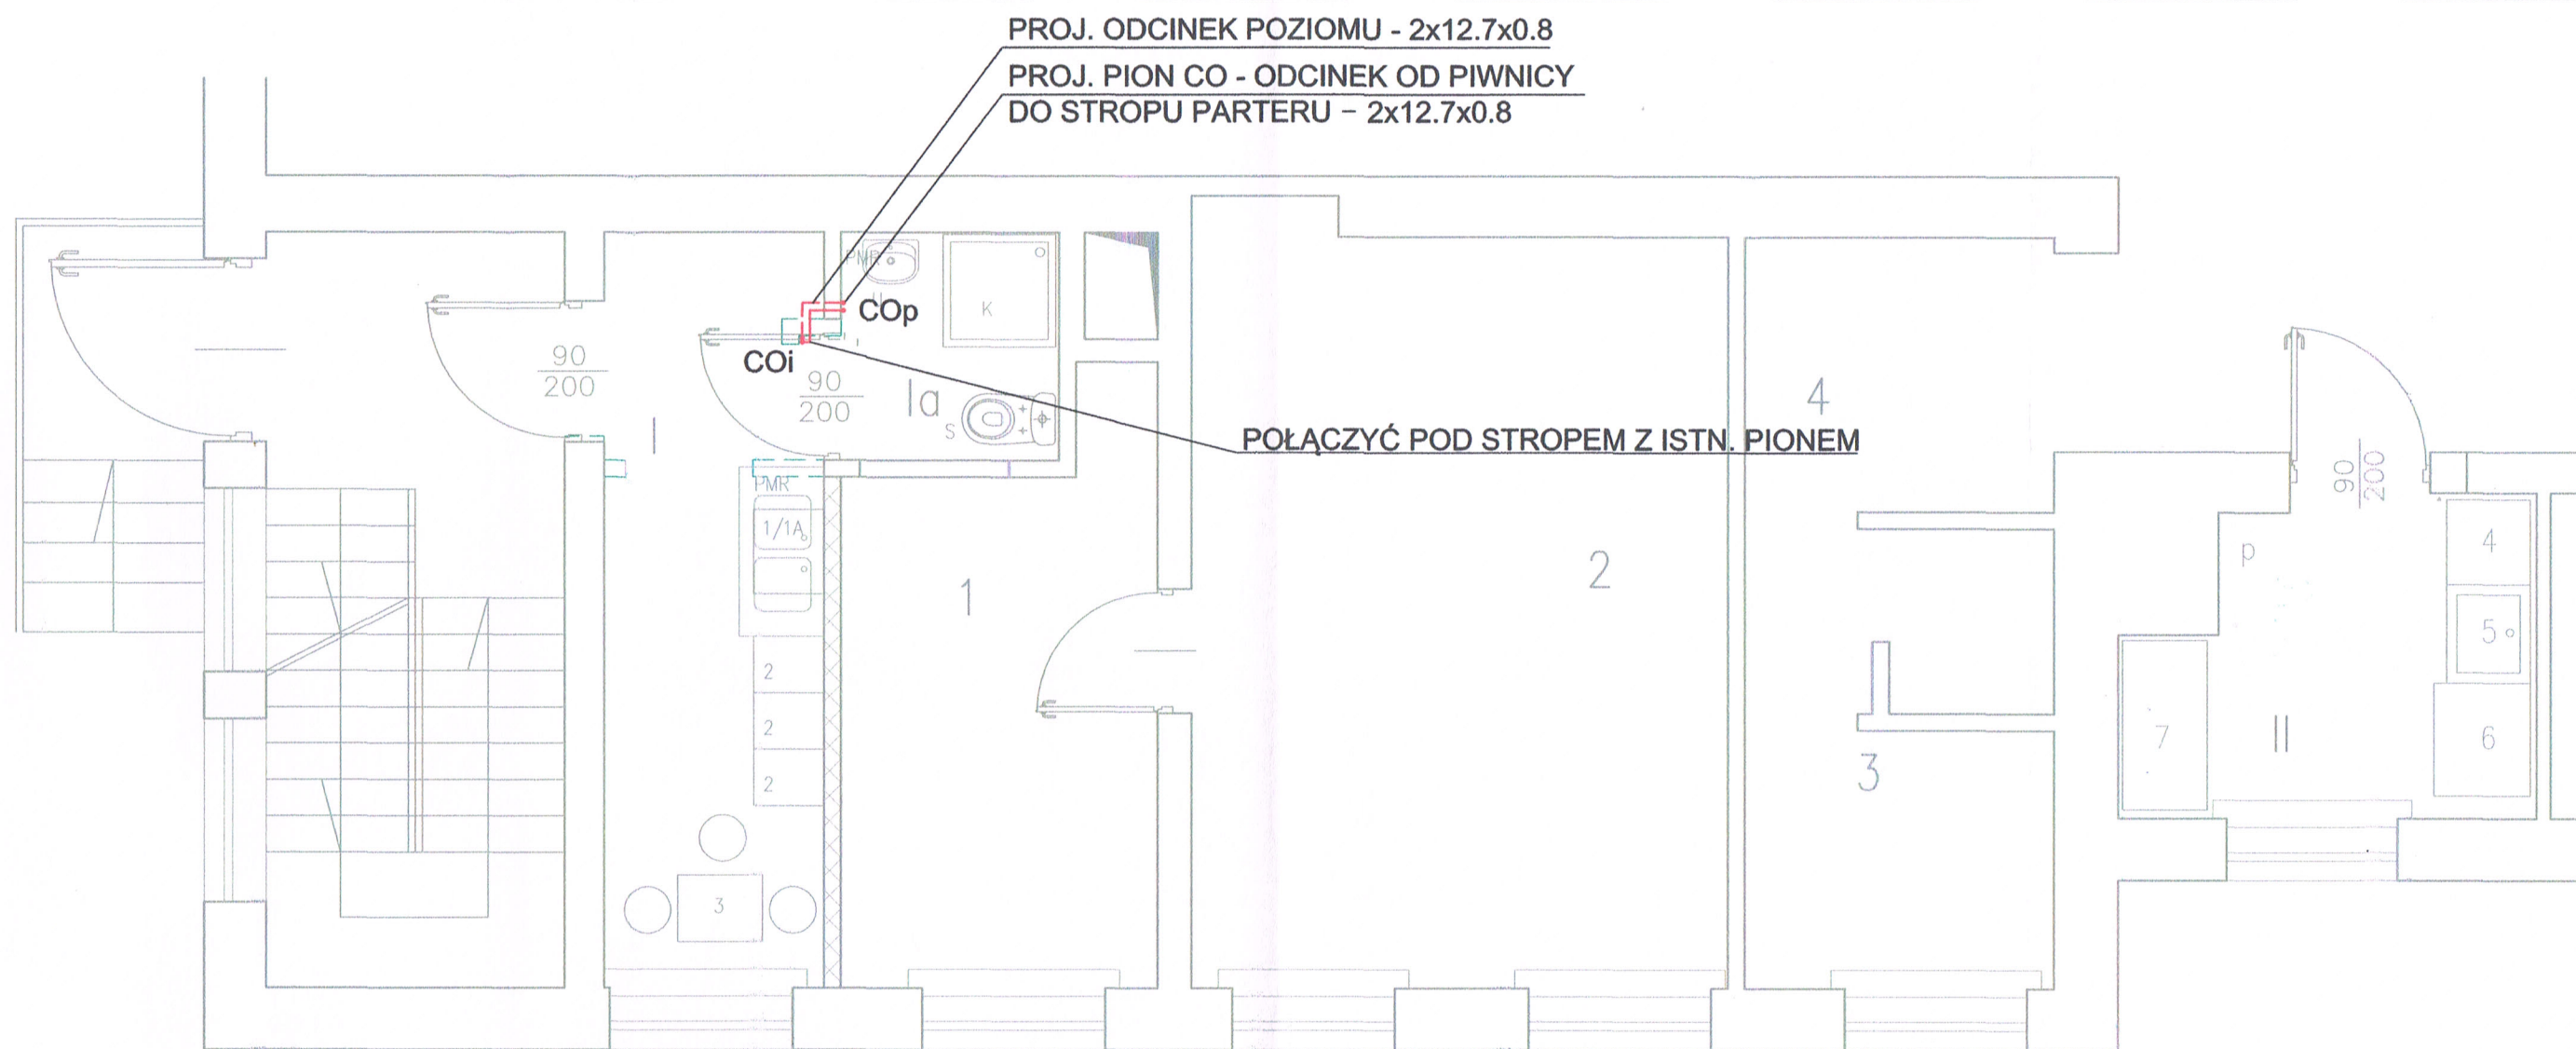 PROJ. ODCINEK POZIOMU - 2x12.7x0.8
PROJ. PION CO - ODCINEK OD PIWNICY
DO STROPU PARTERU – 2x12.7x0.8
PMR
K
COp
COi
90
200
90
200
Ia
S
I
4
POŁĄCZYĆ POD STROPEM Z ISTN. PIONEM
90
200
PMR
1/1A
1
2
p
4
5
2
2
2
3
7
II
6
3